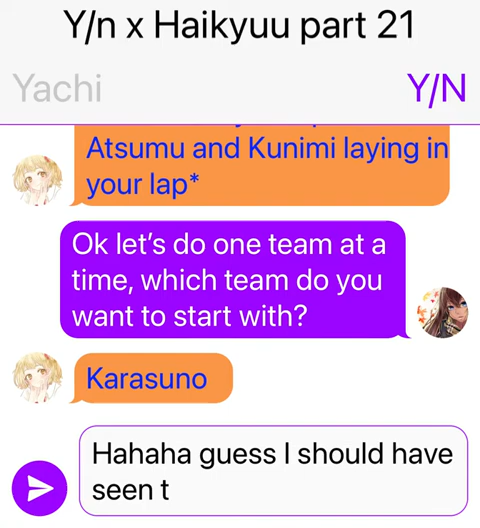 Y/n x Haikyuu part 21
Yachi
Y/N
Atsumu and Kunimi laying in
your lap*
Ok let's do one team at a
time, which team do you
want to start with?
Karasuno
Hahaha guess I should have
seen t